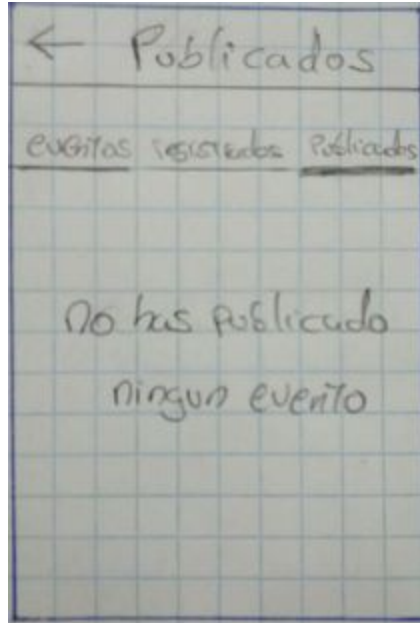 ← Publicados
eventos registrados Publicados
no has publicado
ningun evento